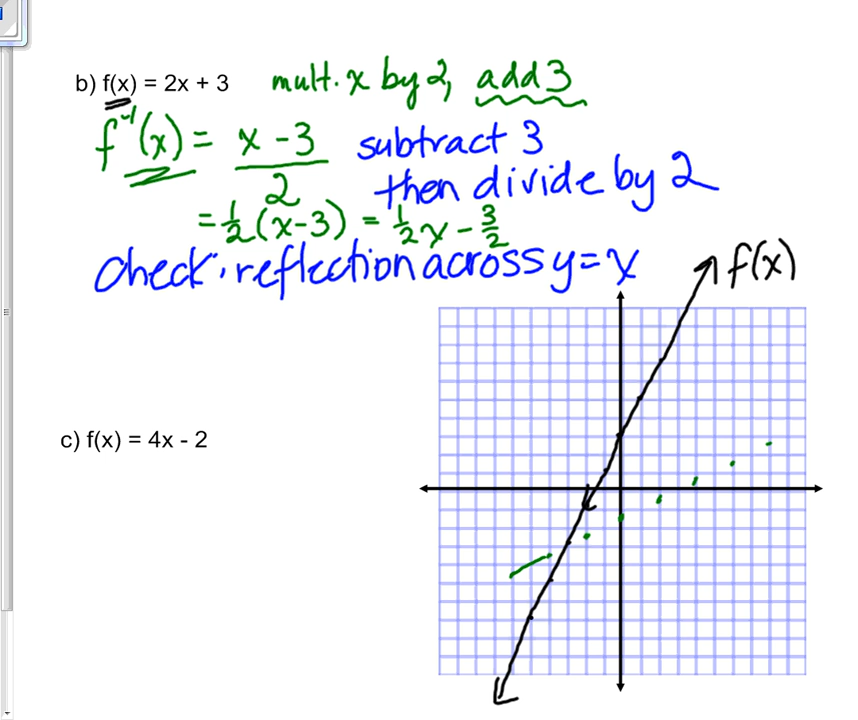 b) f(x) = 2x + 3 mult. x by 2, add 3
f⁻¹(x) = (x - 3)/2 subtract 3
then divide by 2
= 1/2 (x - 3) = 1/2 x - 3/2
check: reflection across y = x
f(x)
c) f(x) = 4x - 2